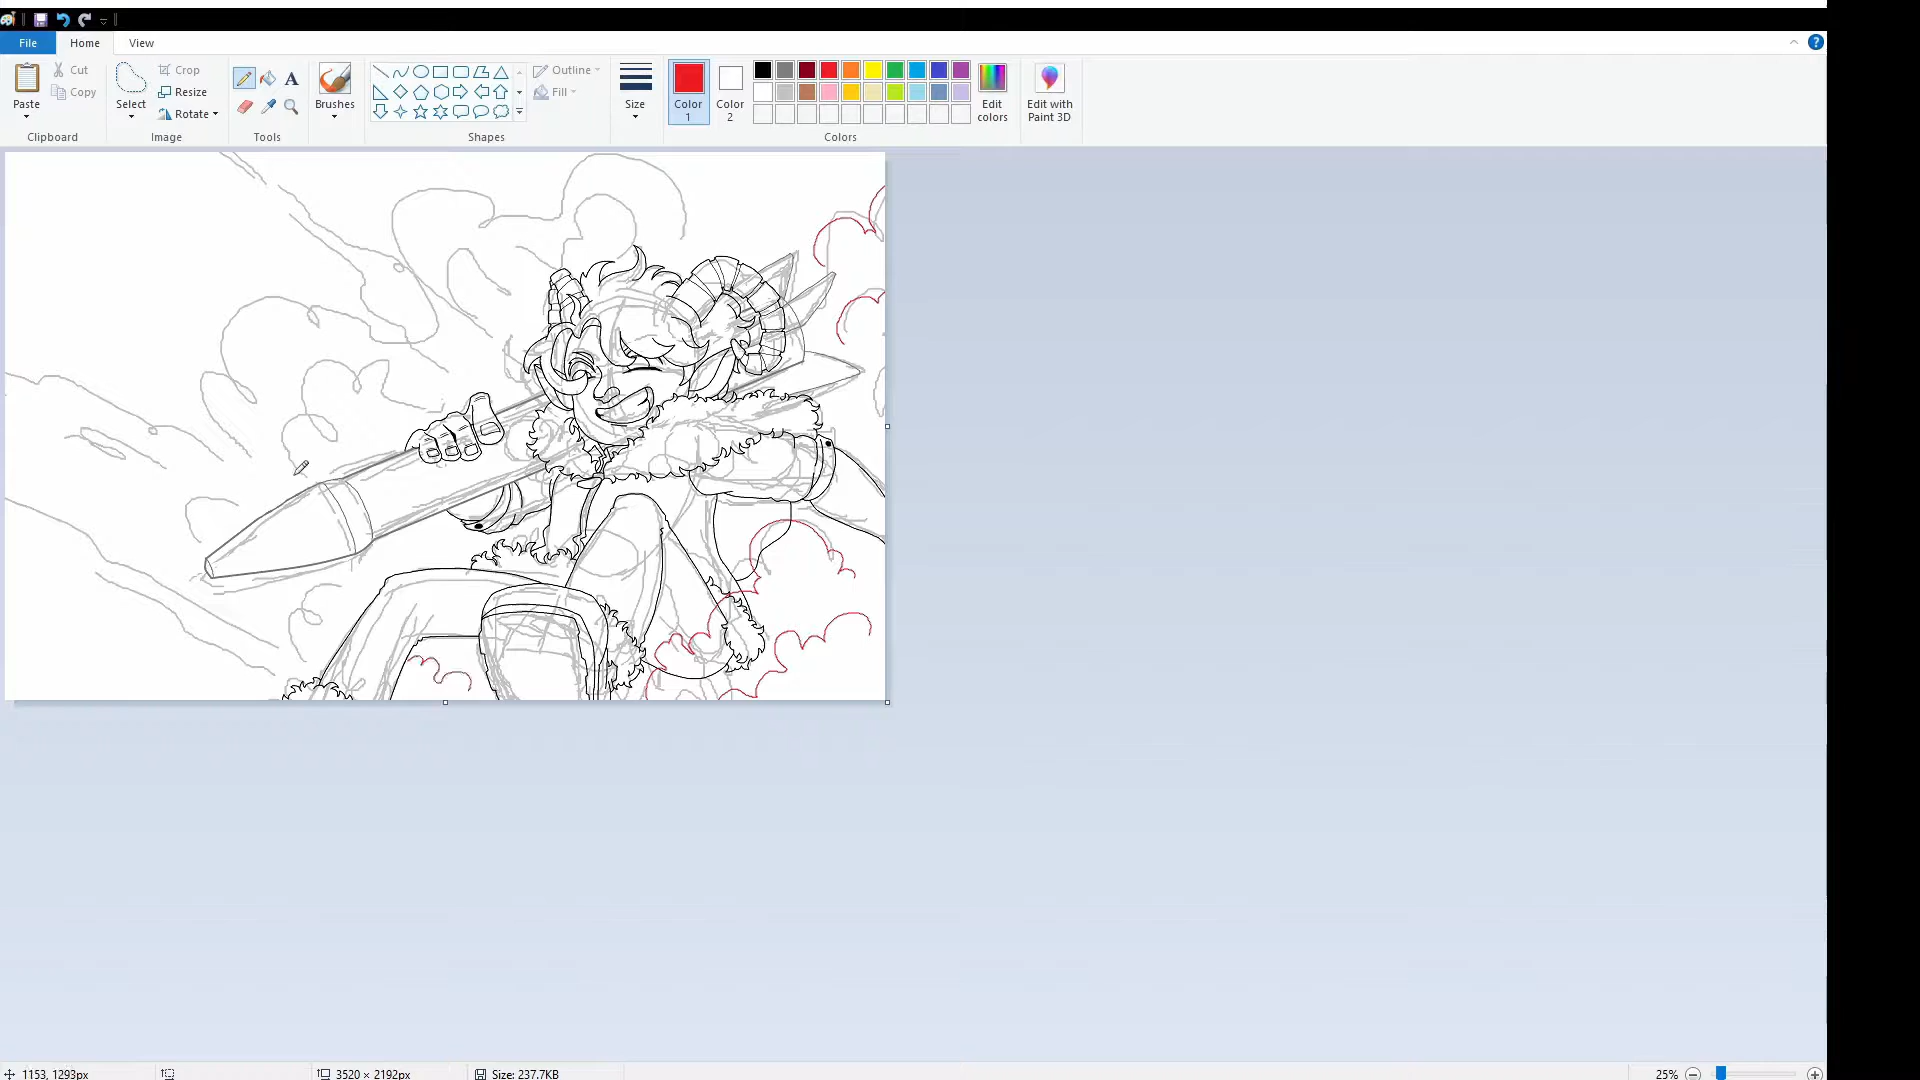 File Home View
Paste
Cut
Copy
Clipboard
Select
Crop
Resize
Rotate
Image
A
Tools
Brushes
Shapes
Outline
Fill
Size
Color 1
Color 2
Edit colors
Colors
Edit with Paint 3D
?
1153, 1293px
3520 × 2192px
Size: 237.7KB
25%